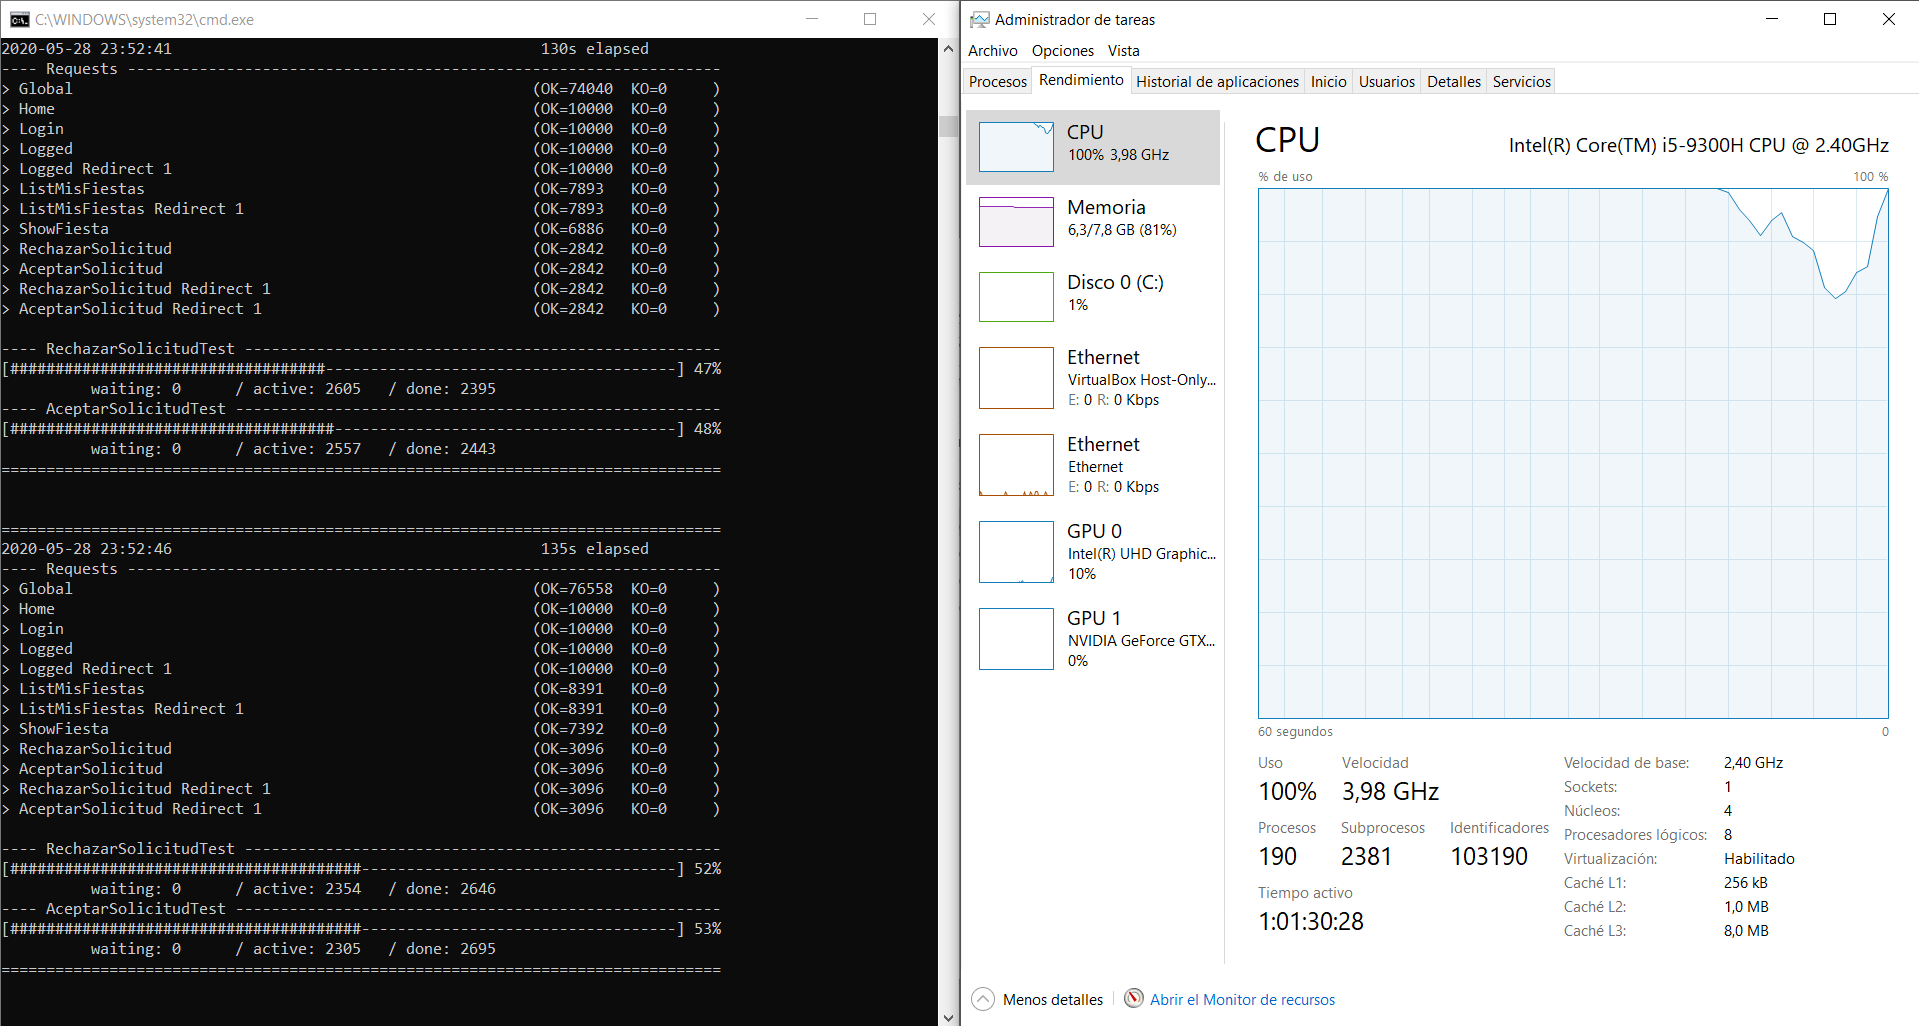 C:\WINDOWS\system32\cmd.exe
2020-05-28 23:52:41                                         130s elapsed
---- Requests ------------------------------------------------------------------
> Global                                                   (OK=74040  KO=0     )
> Home                                                     (OK=10000  KO=0     )
> Login                                                    (OK=10000  KO=0     )
> Logged                                                   (OK=10000  KO=0     )
> Logged Redirect 1                                        (OK=10000  KO=0     )
> ListMisFiestas                                           (OK=7893   KO=0     )
> ListMisFiestas Redirect 1                                (OK=7893   KO=0     )
> ShowFiesta                                               (OK=6886   KO=0     )
> RechazarSolicitud                                        (OK=2842   KO=0     )
> AceptarSolicitud                                         (OK=2842   KO=0     )
> RechazarSolicitud Redirect 1                             (OK=2842   KO=0     )
> AceptarSolicitud Redirect 1                              (OK=2842   KO=0     )
---- RechazarSolicitudTest -----------------------------------------------------
[###################################---------------------------------------] 47%
          waiting: 0      / active: 2605   / done: 2395
---- AceptarSolicitudTest ------------------------------------------------------
[####################################--------------------------------------] 48%
          waiting: 0      / active: 2557   / done: 2443
================================================================================
================================================================================
2020-05-28 23:52:46                                         135s elapsed
---- Requests ------------------------------------------------------------------
> Global                                                   (OK=76558  KO=0     )
> Home                                                     (OK=10000  KO=0     )
> Login                                                    (OK=10000  KO=0     )
> Logged                                                   (OK=10000  KO=0     )
> Logged Redirect 1                                        (OK=10000  KO=0     )
> ListMisFiestas                                           (OK=8391   KO=0     )
> ListMisFiestas Redirect 1                                (OK=8391   KO=0     )
> ShowFiesta                                               (OK=7392   KO=0     )
> RechazarSolicitud                                        (OK=3096   KO=0     )
> AceptarSolicitud                                         (OK=3096   KO=0     )
> RechazarSolicitud Redirect 1                             (OK=3096   KO=0     )
> AceptarSolicitud Redirect 1                              (OK=3096   KO=0     )
---- RechazarSolicitudTest -----------------------------------------------------
[#######################################-----------------------------------] 52%
          waiting: 0      / active: 2354   / done: 2646
---- AceptarSolicitudTest ------------------------------------------------------
[#######################################-----------------------------------] 53%
          waiting: 0      / active: 2305   / done: 2695
================================================================================
Administrador de tareas
Archivo Opciones Vista
Procesos Rendimiento Historial de aplicaciones Inicio Usuarios Detalles Servicios
CPU
100% 3,98 GHz
Memoria
6,3/7,8 GB (81%)
Disco 0 (C:)
1%
Ethernet
VirtualBox Host-Only...
E: 0 R: 0 Kbps
Ethernet
Ethernet
E: 0 R: 0 Kbps
GPU 0
Intel(R) UHD Graphic...
10%
GPU 1
NVIDIA GeForce GTX...
0%
CPU Intel(R) Core(TM) i5-9300H CPU @ 2.40GHz
% de uso 100 %
60 segundos 0
Uso Velocidad
100% 3,98 GHz
Procesos Subprocesos Identificadores
190 2381 103190
Tiempo activo
1:01:30:28
Velocidad de base: 2,40 GHz
Sockets: 1
Núcleos: 4
Procesadores lógicos: 8
Virtualización: Habilitado
Caché L1: 256 kB
Caché L2: 1,0 MB
Caché L3: 8,0 MB
Menos detalles Abrir el Monitor de recursos